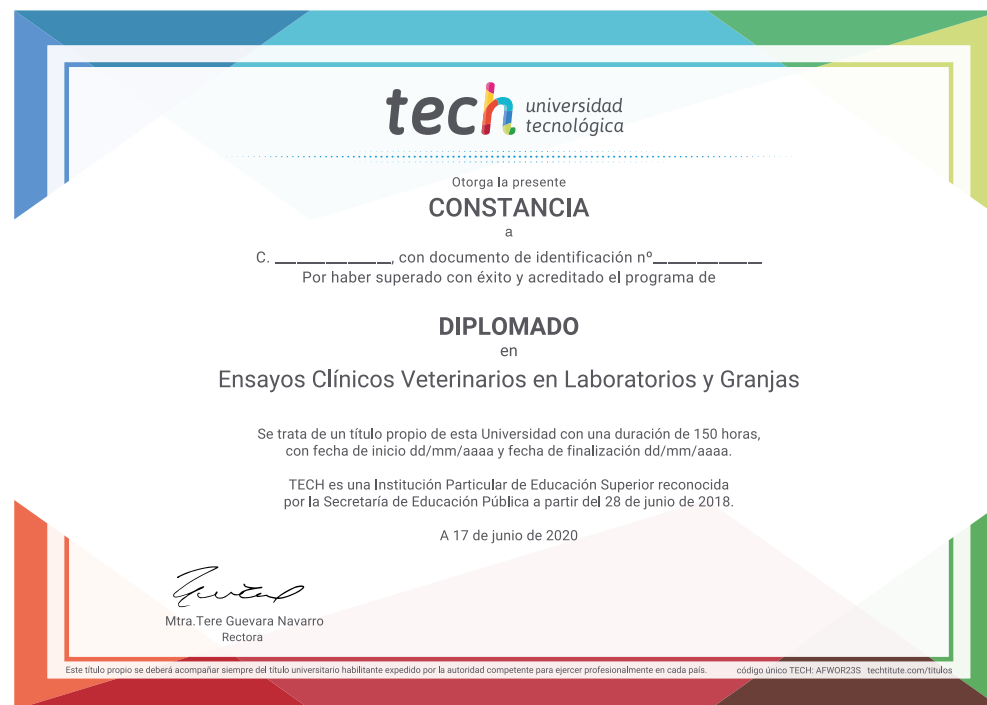 tech universidad
tecnológica
Otorga la presente
CONSTANCIA
a
C. ________________, con documento de identificación nº_______________
Por haber superado con éxito y acreditado el programa de
DIPLOMADO
en
Ensayos Clínicos Veterinarios en Laboratorios y Granjas
Se trata de un título propio de esta Universidad con una duración de 150 horas,
con fecha de inicio dd/mm/aaaa y fecha de finalización dd/mm/aaaa.
TECH es una Institución Particular de Educación Superior reconocida
por la Secretaría de Educación Pública a partir del 28 de junio de 2018.
A 17 de junio de 2020
Mtra.Tere Guevara Navarro
Rectora
Este título propio se deberá acompañar siempre del título universitario habilitante expedido por la autoridad competente para ejercer profesionalmente en cada país. código único TECH: AFWOR23S techtitute.com/titulos